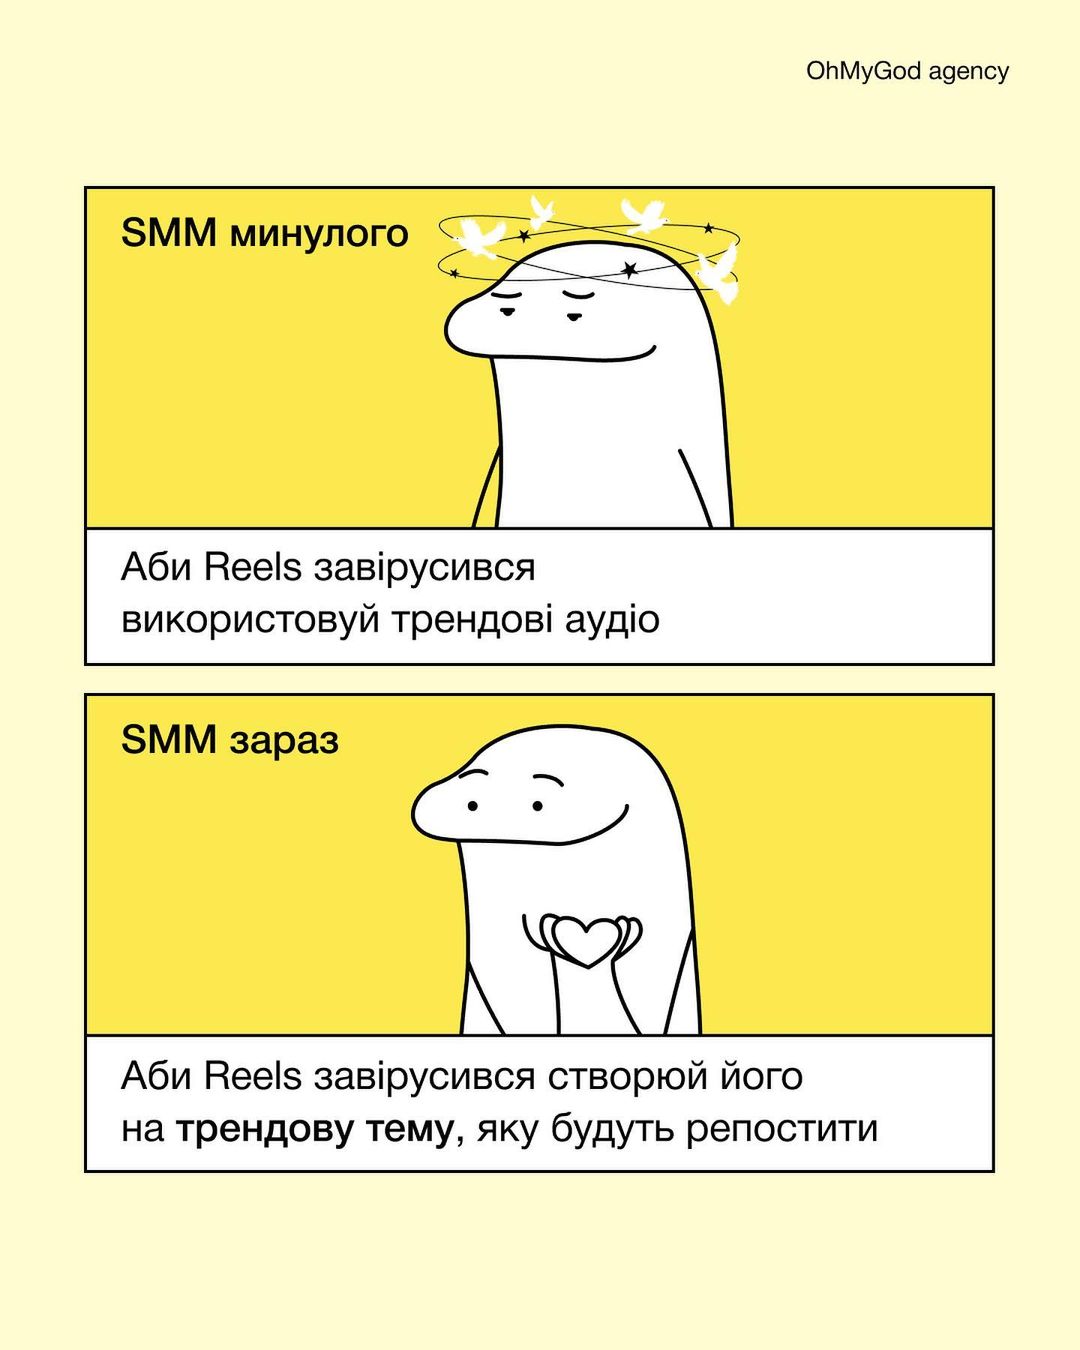 OhMyGod agency
SMM минулого
Аби Reels завірусився
використовуй трендові аудіо
SMM зараз
Аби Reels завірусився створюй його
на трендову тему, яку будуть репостити